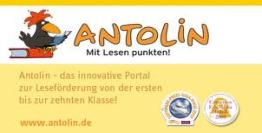 ANTOLIN
Mit Lesen punkten!
Antolin - das innovative Portal
zur Leseförderung von der ersten
bis zur zehnten Klasse!
www.antolin.de